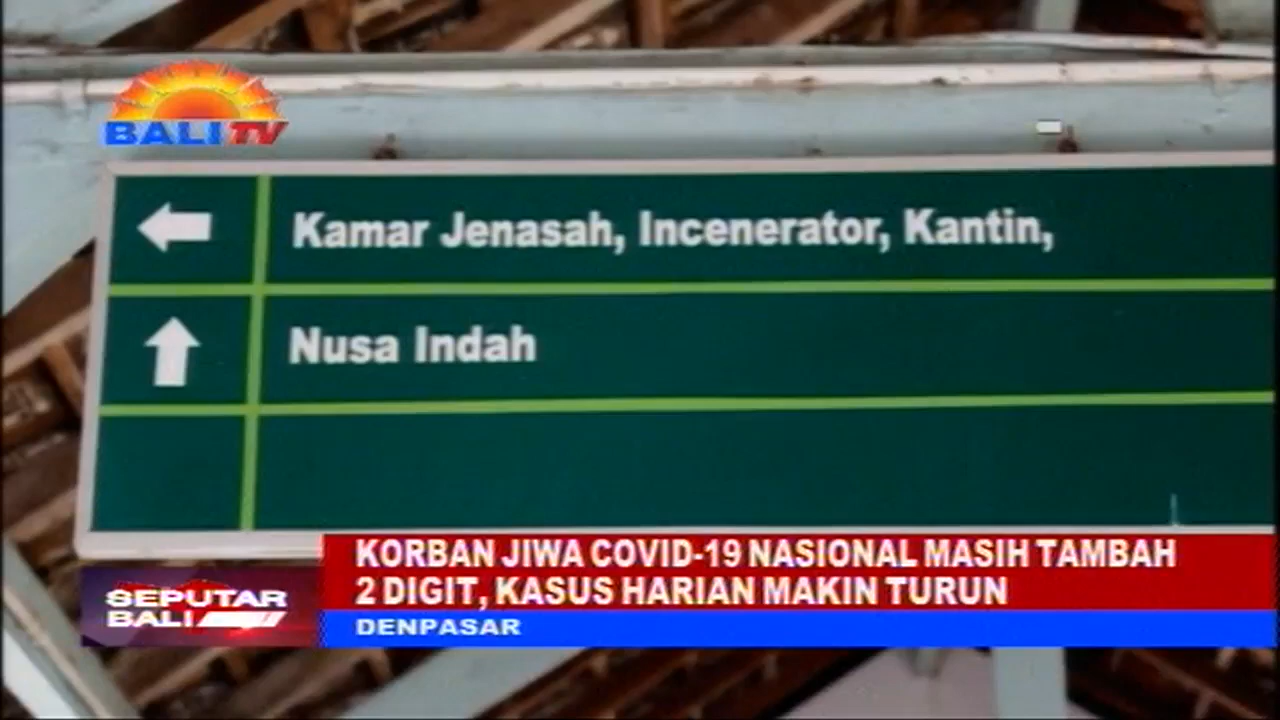 BALI TV
Kamar Jenasah, Incenerator, Kantin,
Nusa Indah
KORBAN JIWA COVID-19 NASIONAL MASIH TAMBAH
2 DIGIT, KASUS HARIAN MAKIN TURUN
SEPUTAR
BALI
DENPASAR